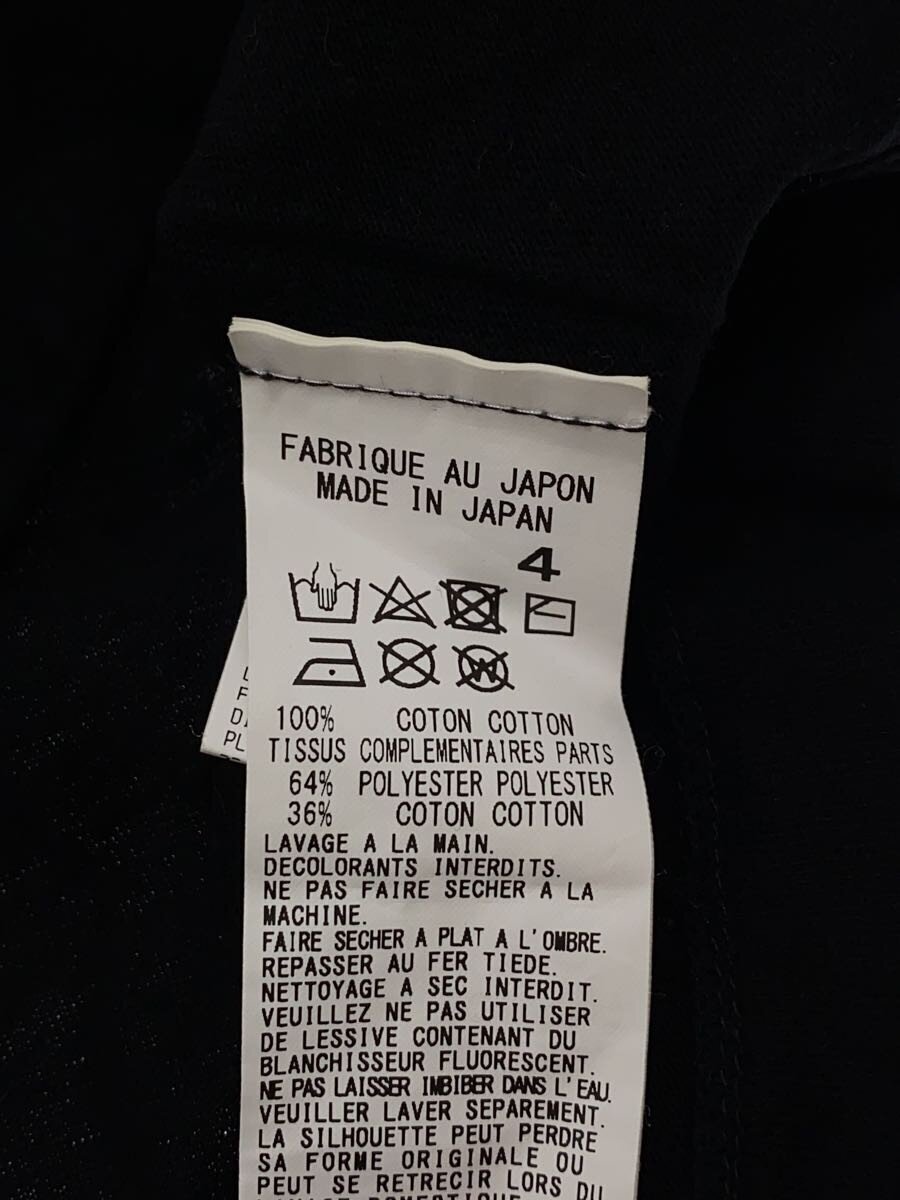 FABRIQUE AU JAPON
MADE IN JAPAN
4
W
100% COTON COTTON
TISSUS COMPLEMENTAIRES PARTS
64% POLYESTER POLYESTER
36% COTON COTTON
LAVAGE A LA MAIN.
DECOLORANTS INTERDITS.
NE PAS FAIRE SECHER A LA
MACHINE.
FAIRE SECHER A PLAT A L'OMBRE.
REPASSER AU FER TIEDE.
NETTOYAGE A SEC INTERDIT.
VEUILLEZ NE PAS UTILISER
DE LESSIVE CONTENANT DU
BLANCHISSEUR FLUORESCENT.
NE PAS LAISSER IMBIBER DANS L'EAU.
VEUILLER LAVER SEPAREMENT.
LA SILHOUETTE PEUT PERDRE
SA FORME ORIGINALE OU
PEUT SE RETRECIR LORS DU